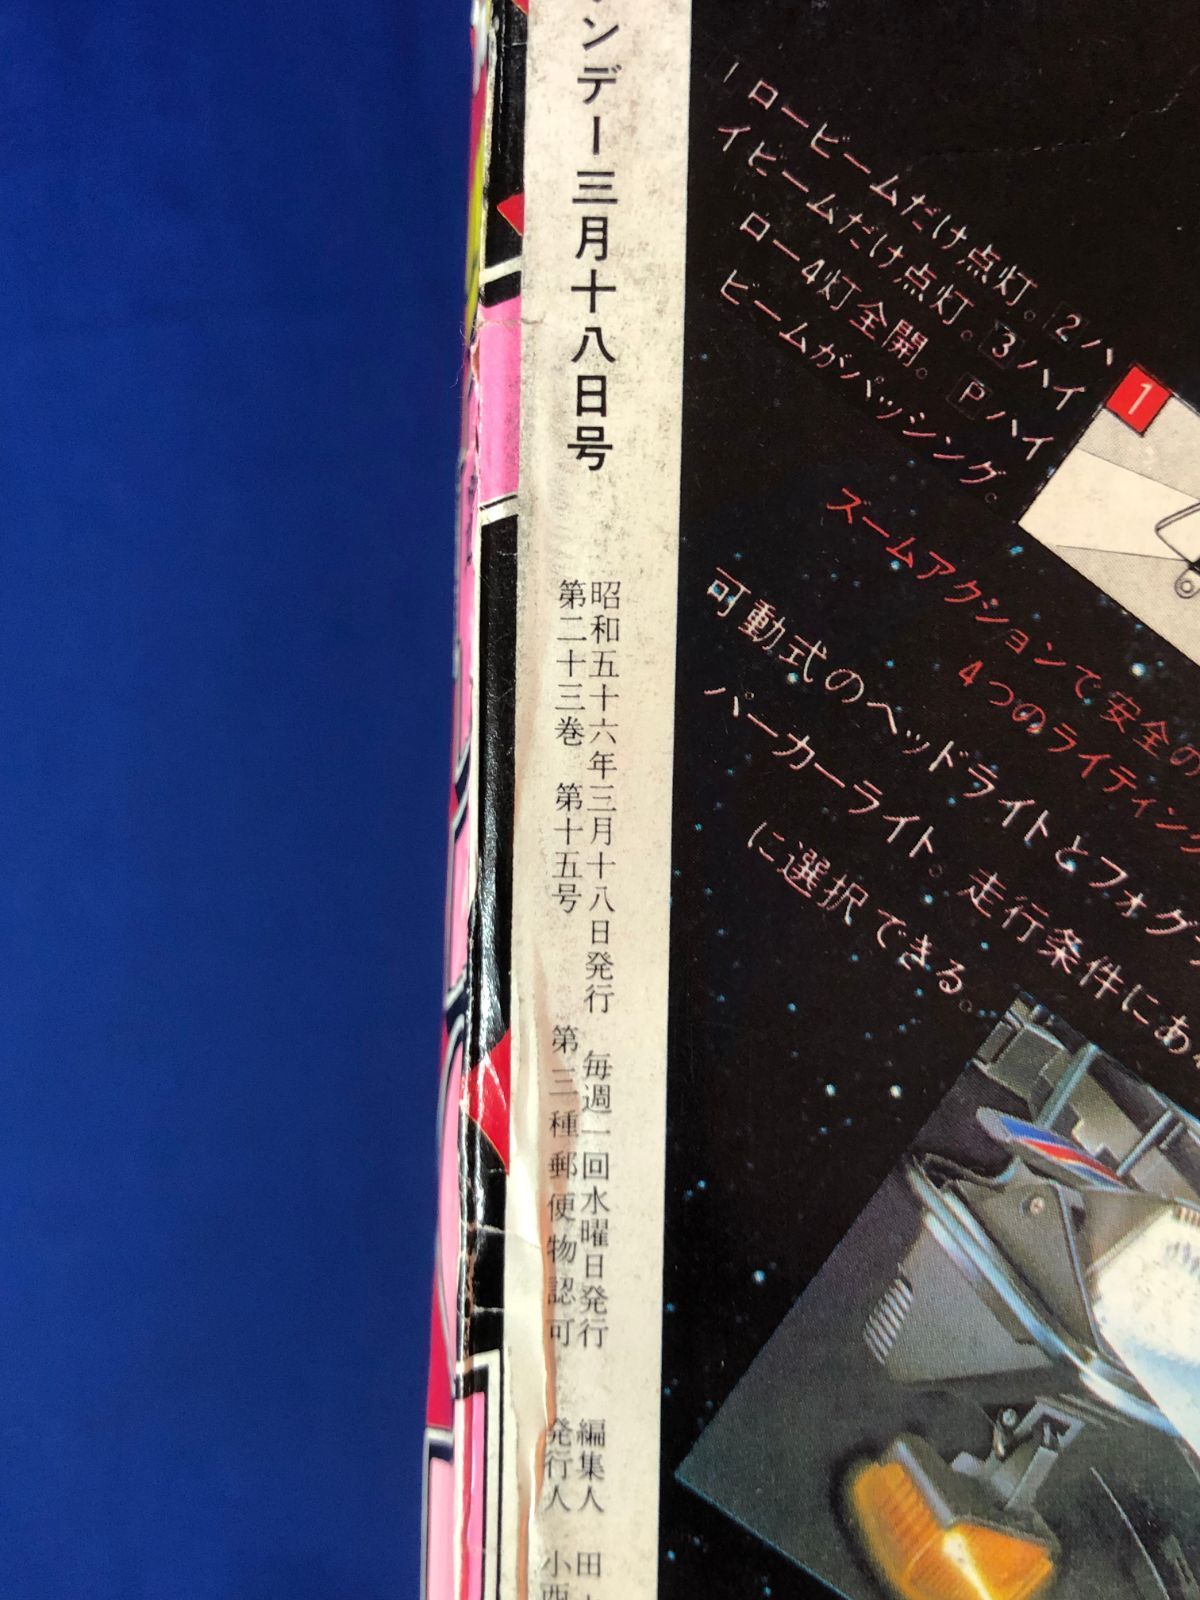 ンデー三月十八日号
昭和五十六年三月十八日発行 毎週一回水曜日発行 編集人 田
第二十三巻 第十五号 第三種郵便物認可 発行人 小西
1ロービームだけ点灯。2ハ
イビームだけ点灯。3ハイ
ロー4灯全開。Pハイ
ビームがパッシング。
1
ズームアクションで安全の
4つのライティング
可動式のヘッドライトとフォグ
パーカーライト。走行条件にあ
に選択できる。